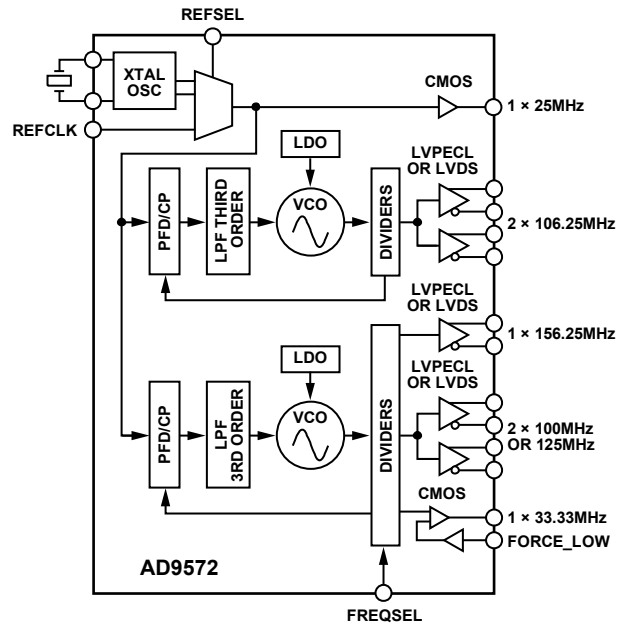 REFSEL
XTAL
OSC
REFCLK
CMOS
1 × 25MHz
LDO
VCO
PFD/CP
LPF THIRD
ORDER
DIVIDERS
LVPECL
OR LVDS
2 × 106.25MHz
LVPECL
OR LVDS
1 × 156.25MHz
LDO
VCO
PFD/CP
LPF
3RD ORDER
DIVIDERS
LVPECL
OR LVDS
2 × 100MHz
OR 125MHz
CMOS
1 × 33.33MHz
FORCE_LOW
AD9572
FREQSEL